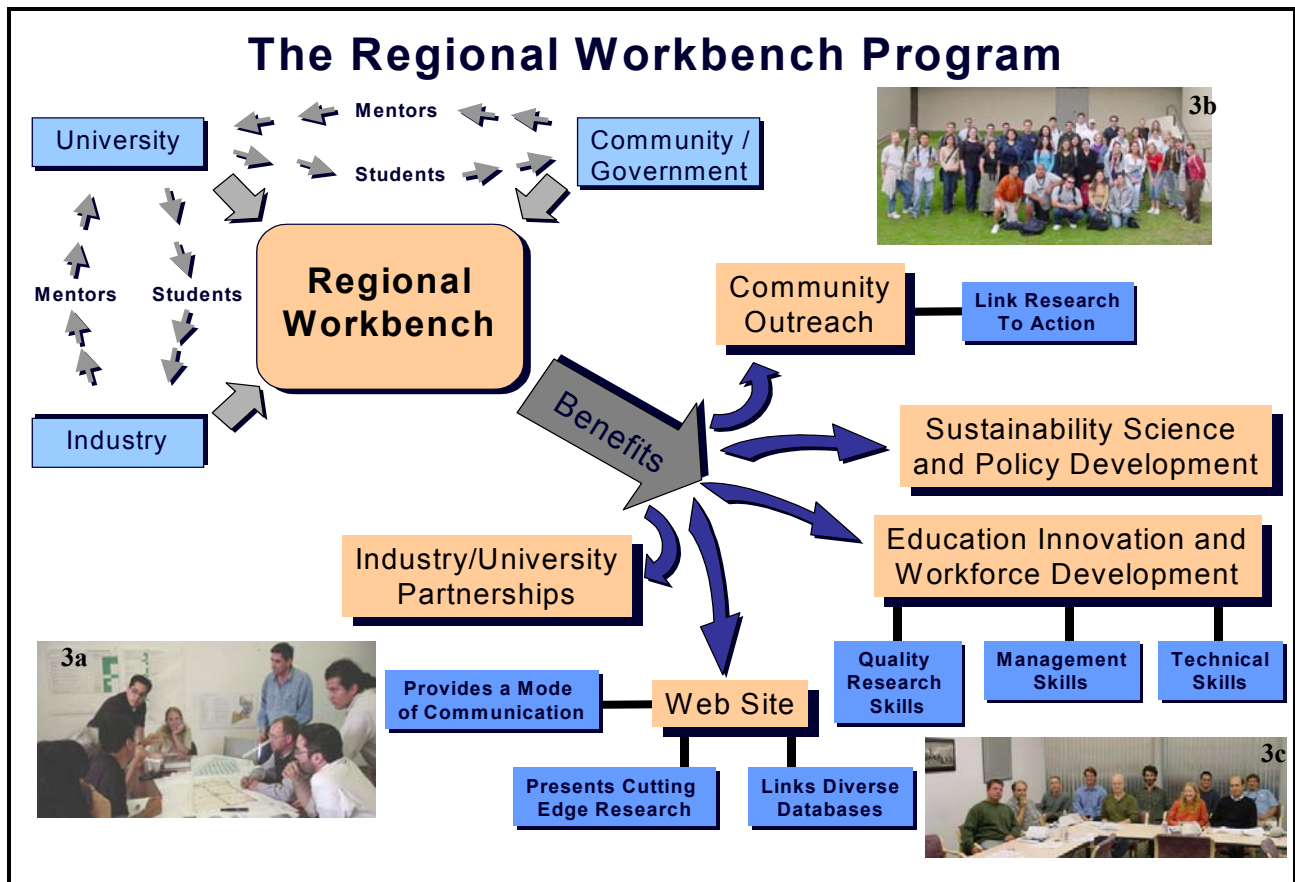 The Regional Workbench Program
Mentors
3b
University
Community /
Government
Students
Mentors
Students
Regional
Workbench
Community
Outreach
Link Research
To Action
Industry
Benefits
Sustainability Science
and Policy Development
Industry/University
Partnerships
Education Innovation and
Workforce Development
3a
Quality
Research
Skills
Management
Skills
Technical
Skills
Provides a Mode
of Communication
Web Site
3c
Presents Cutting
Edge Research
Links Diverse
Databases